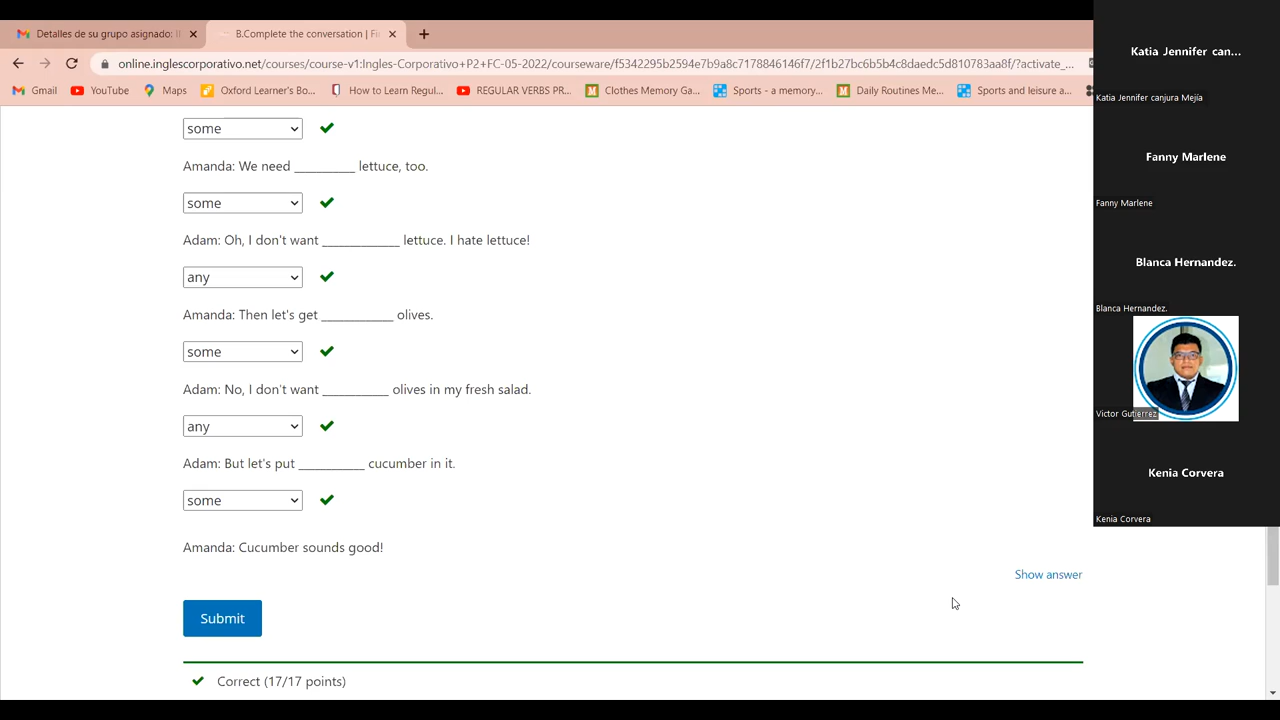 Detalles de su grupo asignado: I
B.Complete the conversation | Fu
online.inglescorporativo.net/courses/course-v1:Ingles-Corporativo+P2+FC-05-2022/courseware/f5342295b2594e7b9a8c7178846146f7/2f1b27bc6b5b4c8daedc5d810783aa8f/?activate_...
Gmail YouTube Maps Oxford Learner's Bo... How to Learn Regul... REGULAR VERBS PR... Clothes Memory Ga... Sports - a memory... Daily Routines Me... Sports and leisure a...
some
Amanda: We need __________ lettuce, too.
some
Adam: Oh, I don't want _____________ lettuce. I hate lettuce!
any
Amanda: Then let's get ____________ olives.
some
Adam: No, I don't want ___________ olives in my fresh salad.
any
Adam: But let's put ___________ cucumber in it.
some
Amanda: Cucumber sounds good!
Show answer
Submit
Correct (17/17 points)
Katia Jennifer can...
Katia Jennifer canjura Mejía
Fanny Marlene
Fanny Marlene
Blanca Hernandez.
Blanca Hernandez.
Victor Gutierrez
Kenia Corvera
Kenia Corvera